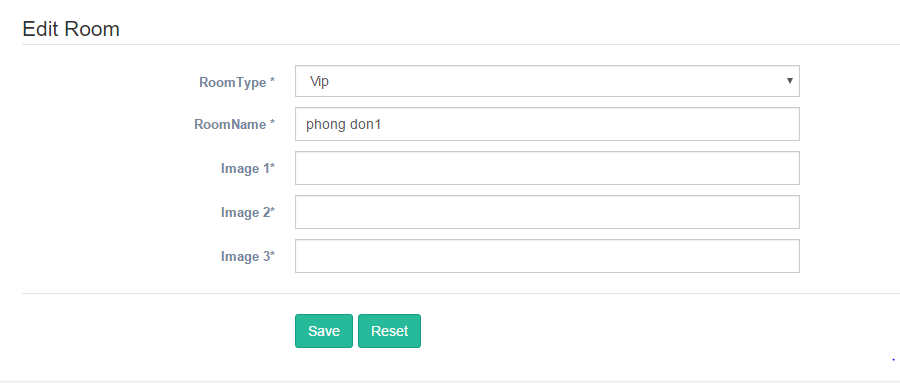 Edit Room
RoomType * Vip
RoomName * phong don1
Image 1*
Image 2*
Image 3*
Save Reset
.